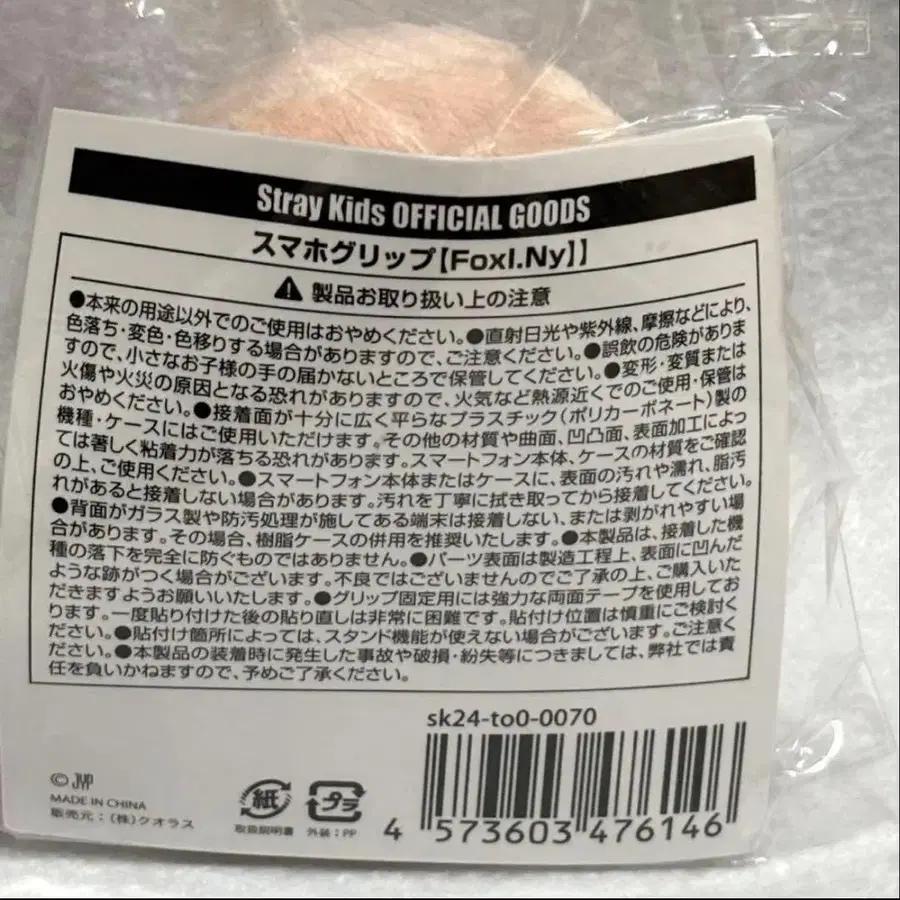 Stray Kids OFFICIAL GOODS
スマホグリップ【FoxI.Ny】】
⚠ 製品お取り扱い上の注意
●本来の用途以外でのご使用はおやめください。●直射日光や紫外線、摩擦などにより、
色落ち・変色・色移りする場合がありますので、ご注意ください。●誤飲の危険がありま
すので、小さなお子様の手の届かないところで保管してください。●変形・変質または
火傷や火災の原因となる恐れがありますので、火気など熱源近くでのご使用・保管は
おやめください。●接着面が十分に広く平らなプラスチック（ポリカーボネート）製の
機種・ケースにはご使用いただけます。その他の材質や曲面、凹凸面、表面加工によっ
ては著しく粘着力が落ちる恐れがあります。スマートフォン本体、ケースの材質をご確認
の上、ご使用ください。●スマートフォン本体またはケースに、表面の汚れや濡れ、脂汚
れがあると接着しない場合があります。汚れを丁寧に拭き取ってから接着してください。
●背面がガラス製や防汚処理が施してある端末は接着しない、または剥がれやすい場
合があります。その場合、樹脂ケースの併用を推奨いたします。●本製品は、接着した機
種の落下を完全に防ぐものではありません。●パーツ表面は製造工程上、表面に凹んだ
ような跡がつく場合がございます。不良ではございませんのでご了承の上、ご購入いた
だきますようお願いいたします。●グリップ固定用には強力な両面テープを使用してお
ります。一度貼り付けた後の貼り直しは非常に困難です。貼付け位置は慎重にご検討く
ださい。●貼付け箇所によっては、スタンド機能が使えない場合がございます。ご注意く
ださい。●本製品の装着時に発生した事故や破損・紛失等につきましては、弊社では責
任を負いかねますので、予めご了承ください。
sk24-to0-0070
© JYP
MADE IN CHINA
販売元：（株）クオラス
紙
取扱説明書
プラ
外装：PP
4 573603 476146